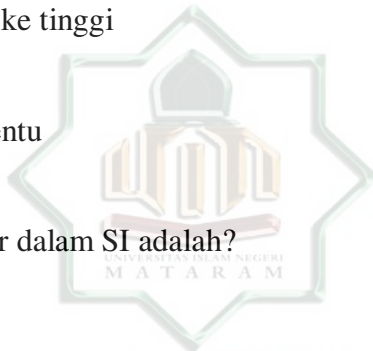 ke tinggi
entu
r dalam SI adalah?
UNIVERSITAS ISLAM NEGERI
MATARAM